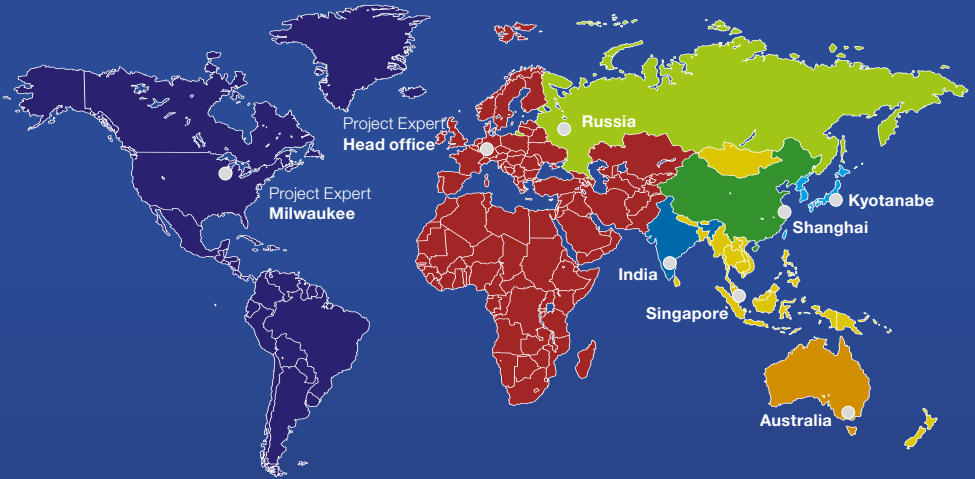 Project Expert
Head office
Project Expert
Milwaukee
Russia
Kyotanabe
Shanghai
India
Singapore
Australia